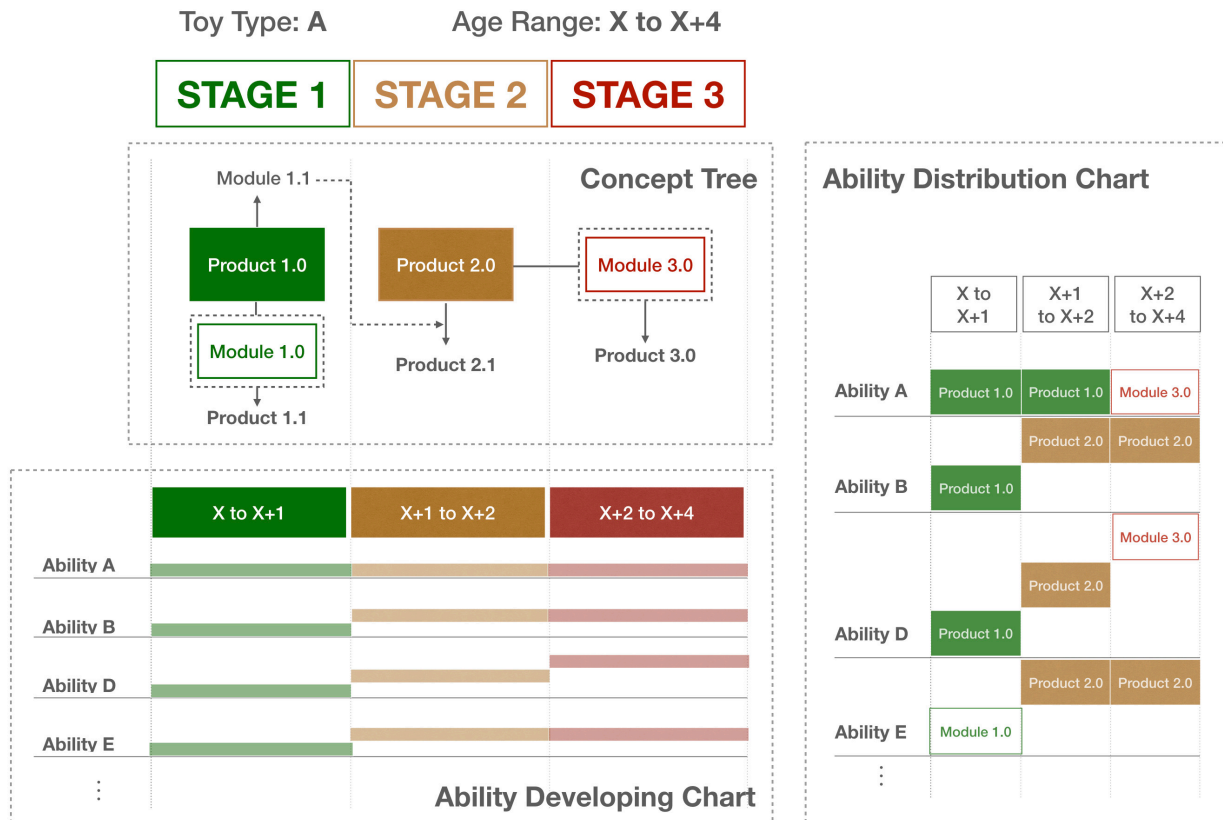 Toy Type: A
Age Range: X to X+4
STAGE 1
STAGE 2
STAGE 3
Concept Tree
Module 1.1
Product 1.0
Product 2.0
Module 3.0
Module 1.0
Product 2.1
Product 3.0
Product 1.1
X to X+1
X+1 to X+2
X+2 to X+4
Ability A
Ability B
Ability D
Ability E
⋮
Ability Developing Chart
Ability Distribution Chart
X to
X+1
X+1
to X+2
X+2
to X+4
Ability A
Product 1.0
Product 1.0
Module 3.0
Product 2.0
Product 2.0
Ability B
Product 1.0
Module 3.0
Product 2.0
Ability D
Product 1.0
Product 2.0
Product 2.0
Ability E
Module 1.0
⋮